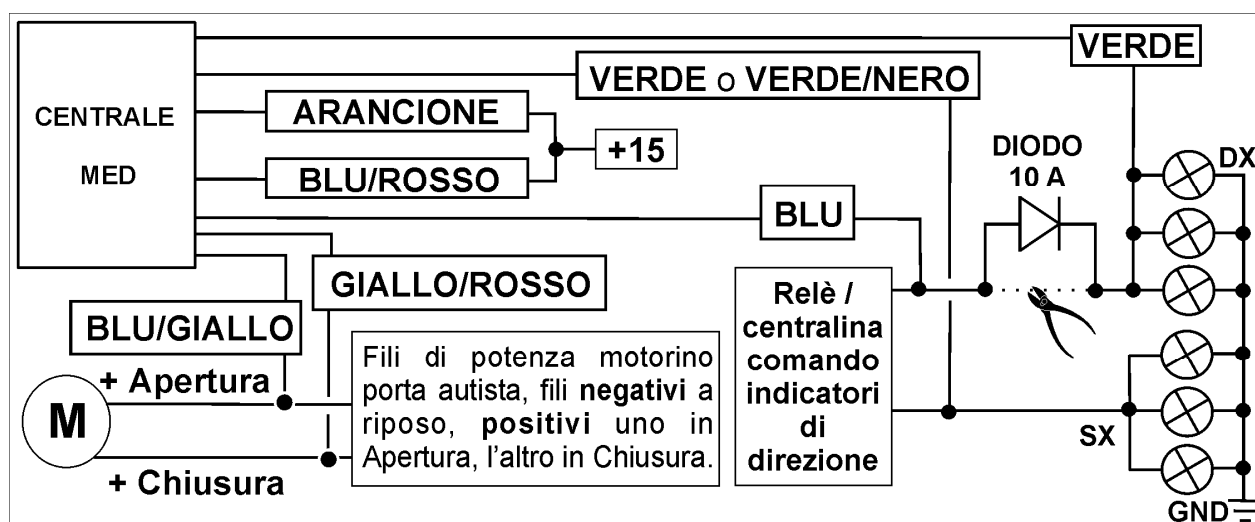 VERDE
VERDE o VERDE/NERO
CENTRALE
MED
ARANCIONE
+15
BLU/ROSSO
DIODO
10 A
DX
BLU
GIALLO/ROSSO
BLU/GIALLO
+ Apertura
M
+ Chiusura
Fili di potenza motorino
porta autista, fili negativi a
riposo, positivi uno in
Apertura, l'altro in Chiusura.
Relè /
centralina
comando
indicatori
di
direzione
SX
GND